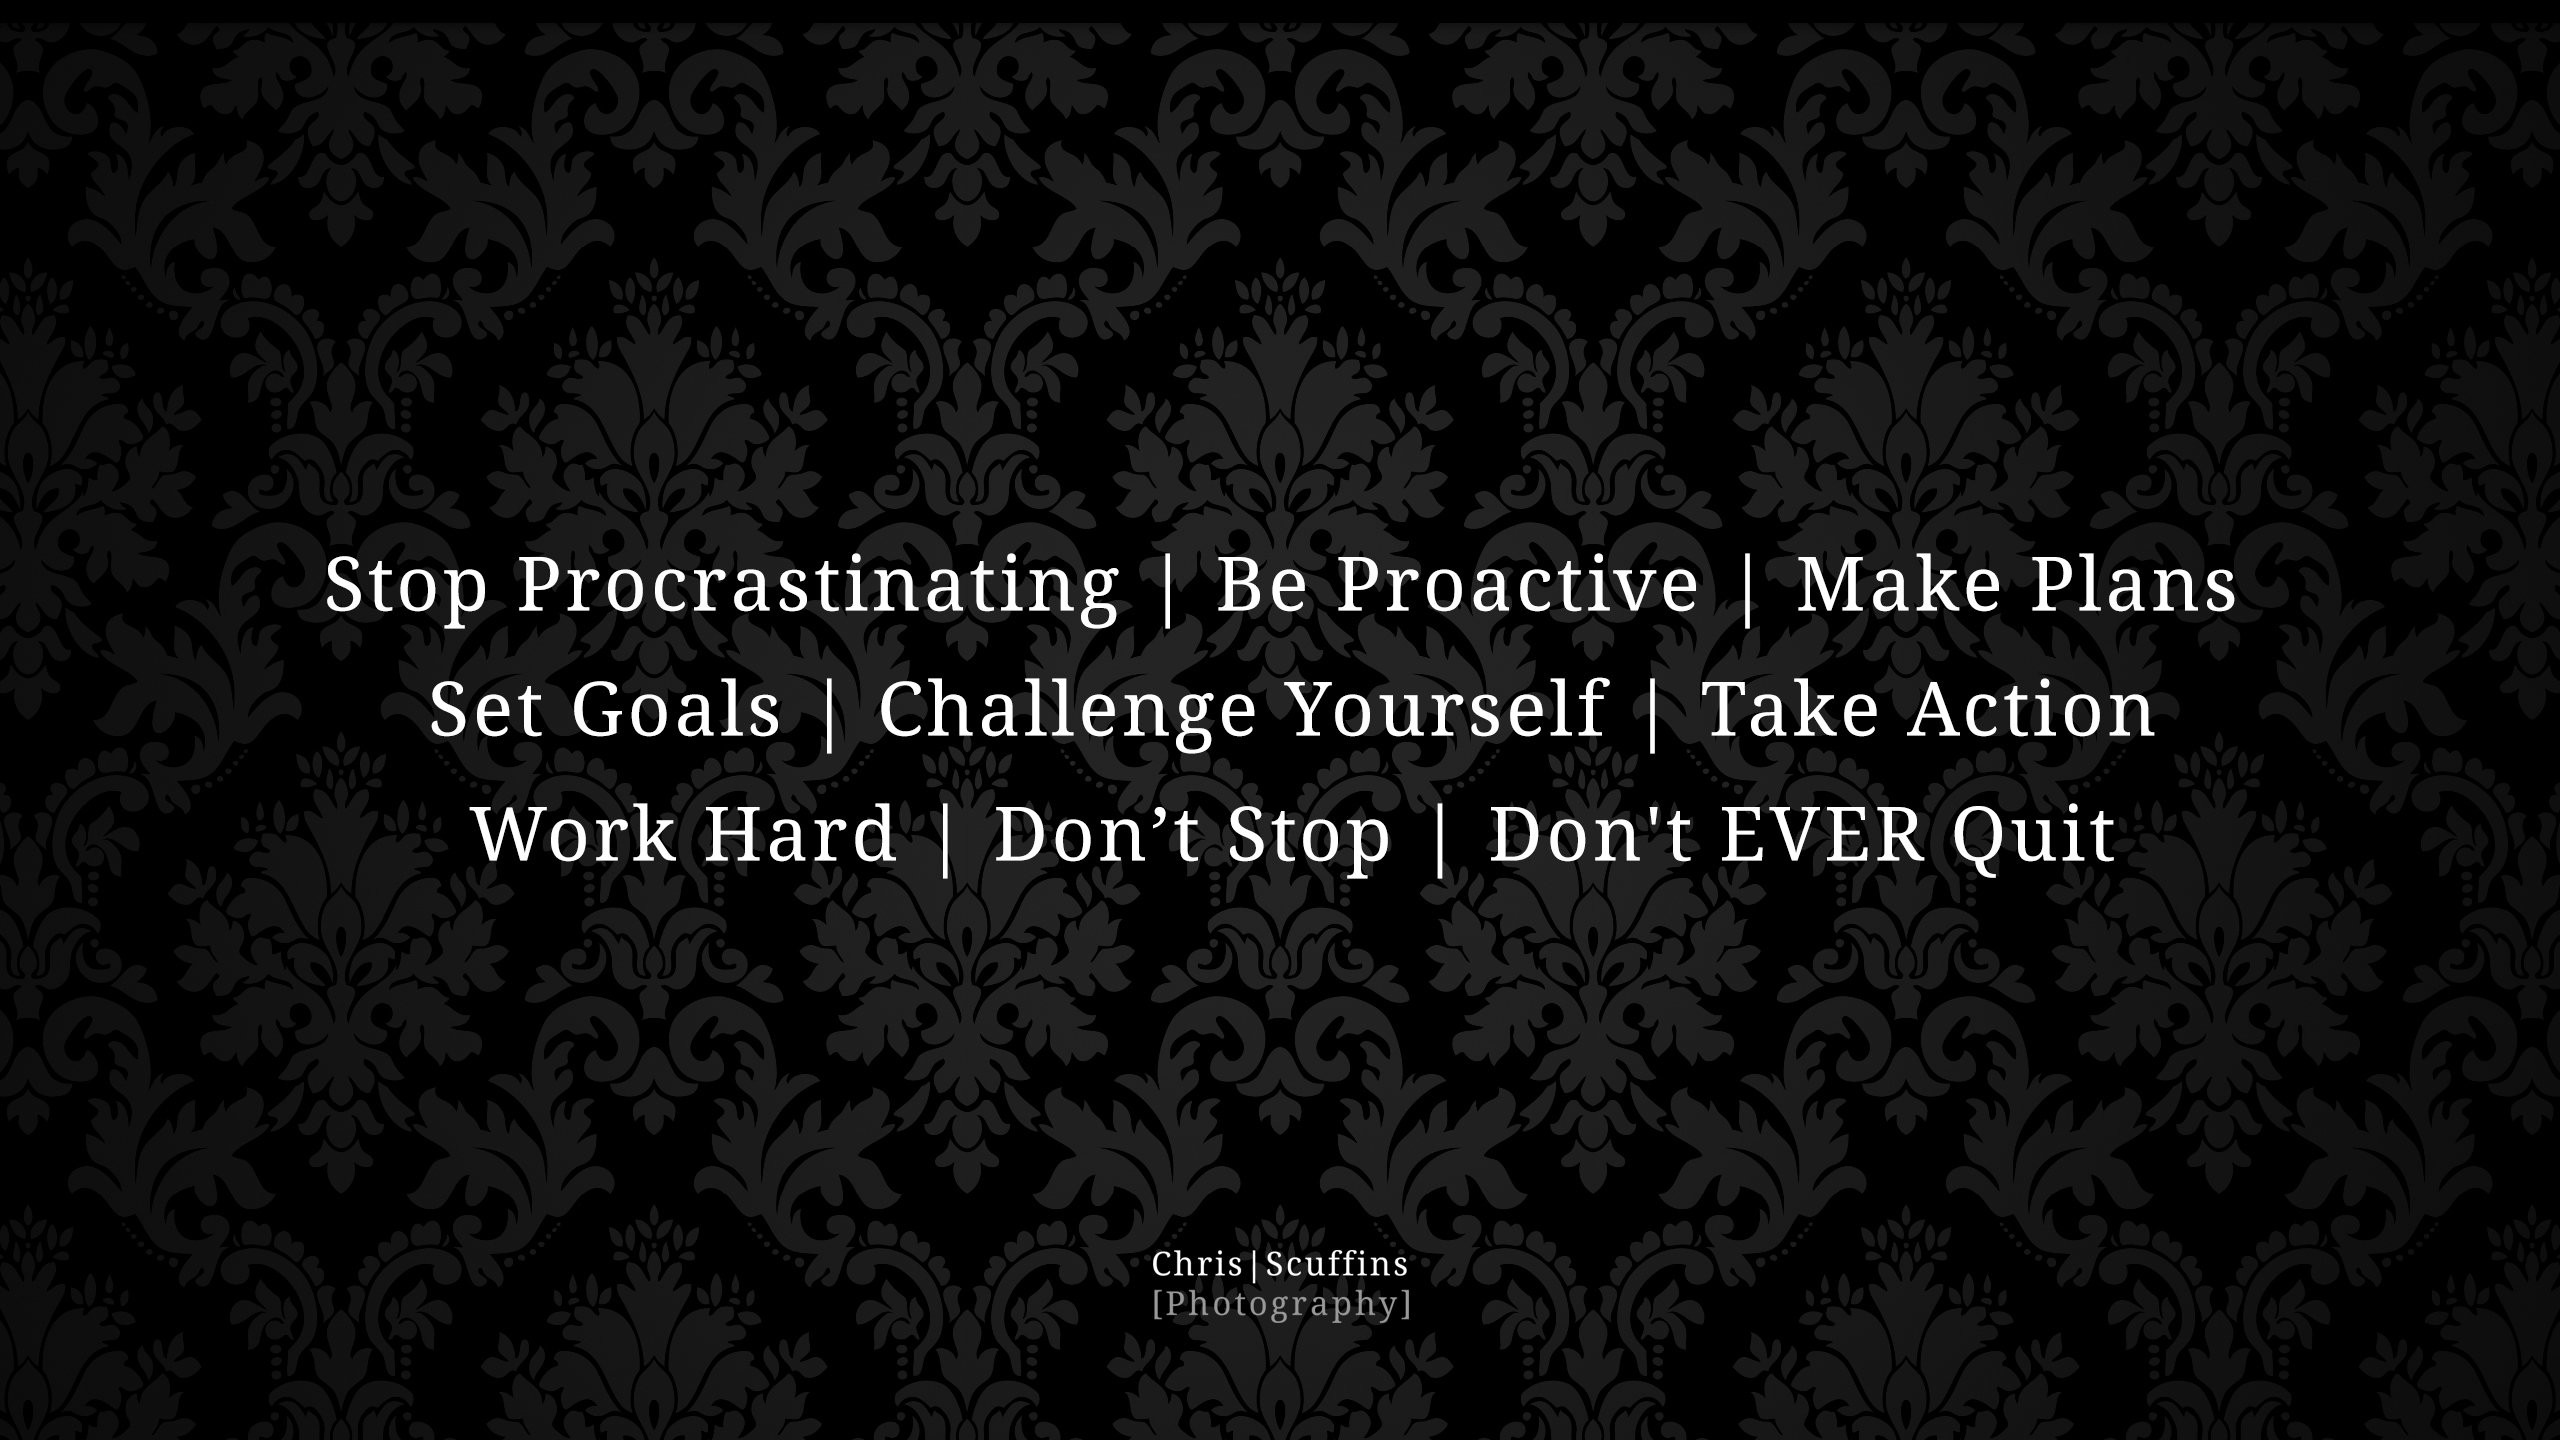 Stop Procrastinating | Be Proactive | Make Plans
Set Goals | Challenge Yourself | Take Action
Work Hard | Don’t Stop | Don't EVER Quit
Chris|Scuffins
[Photography]